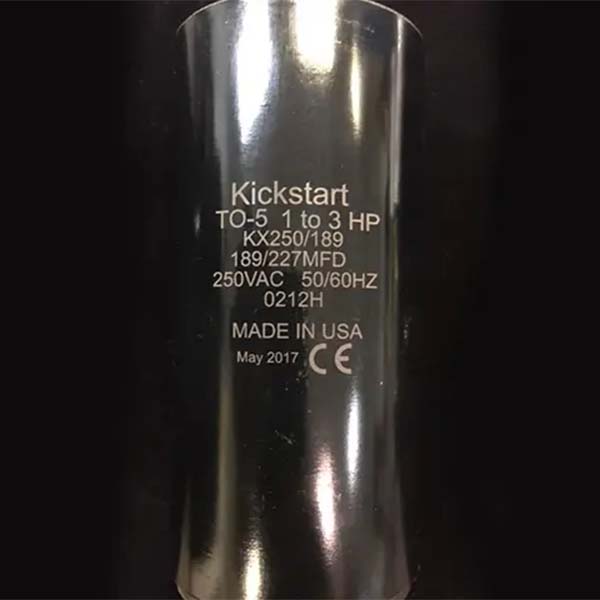 Kickstart
TO-5 1 to 3 HP
KX250/189
189/227MFD
250VAC 50/60HZ
0212H
MADE IN USA
May 2017 CE